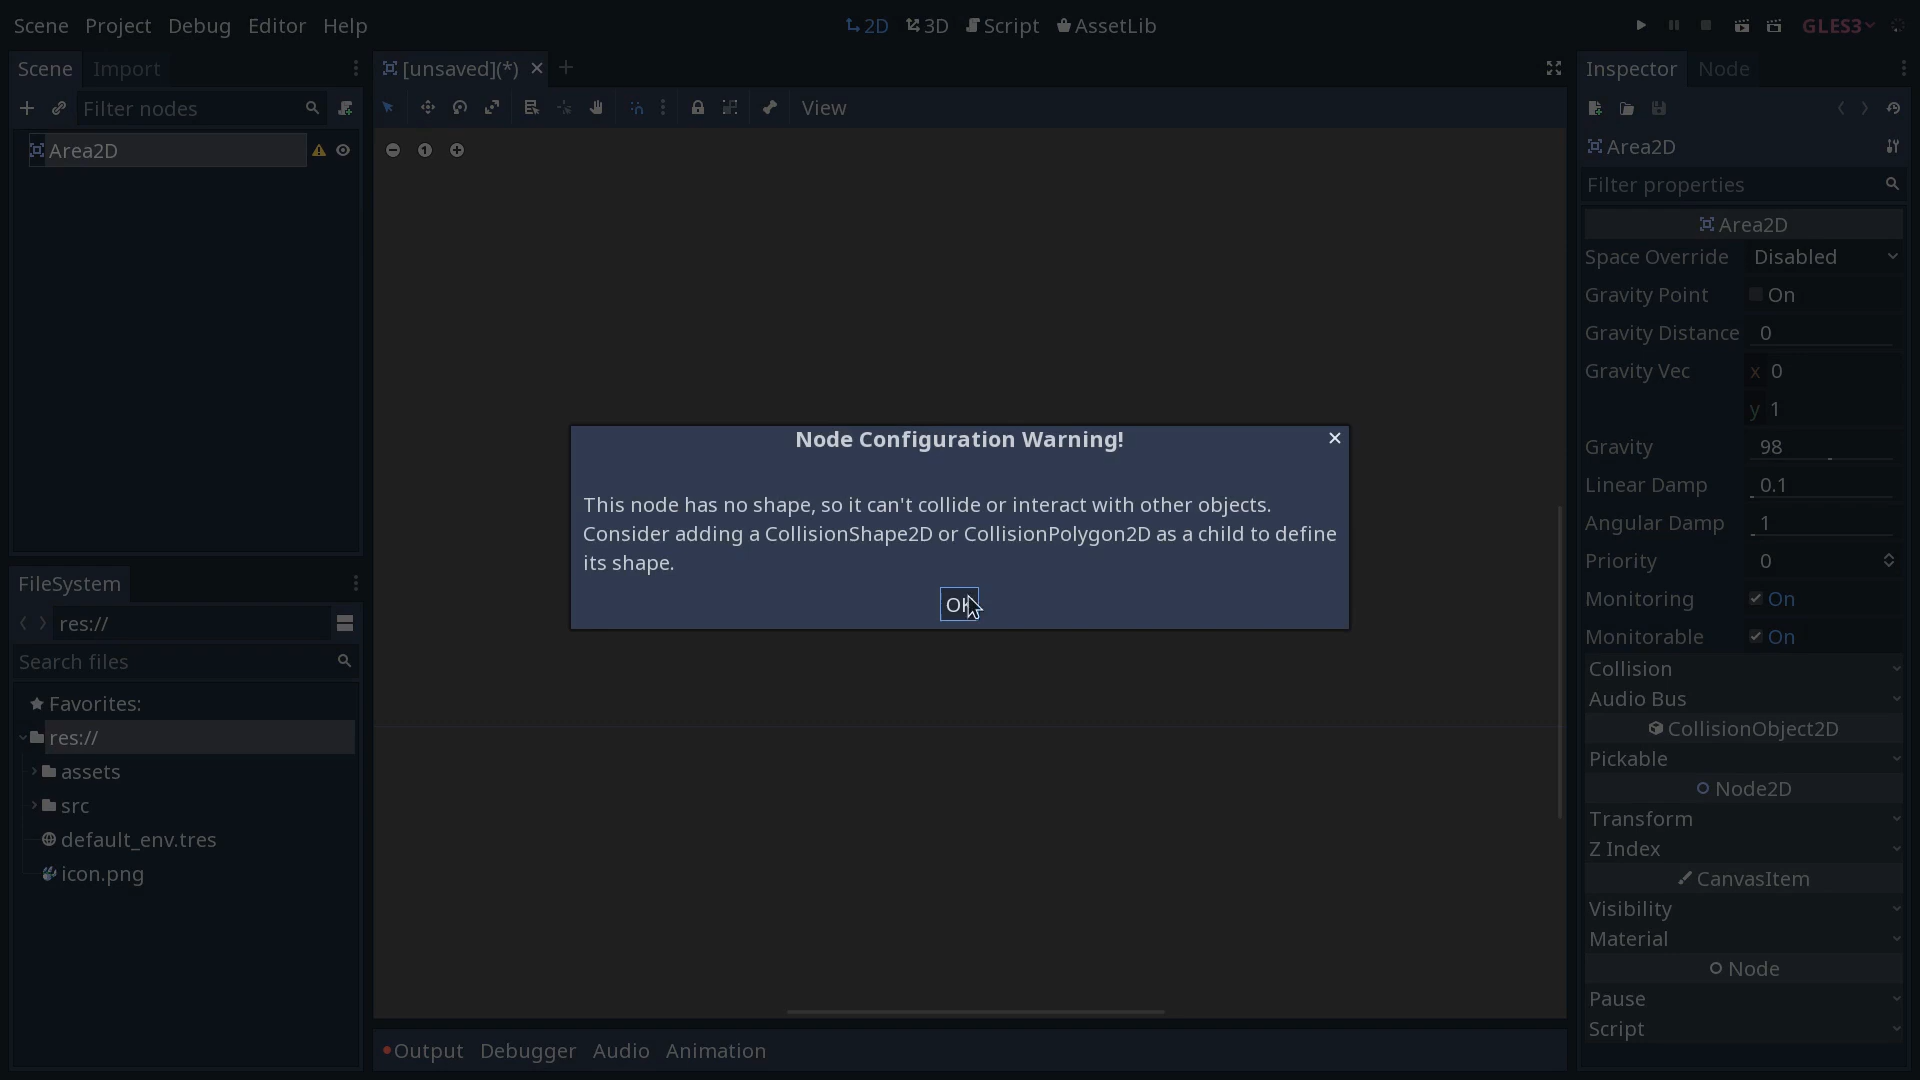 Scene Project Debug Editor Help
2D 3D Script AssetLib
GLES3
Scene Import
Filter nodes
Area2D
[unsaved](*)
View
1
Node Configuration Warning!
This node has no shape, so it can't collide or interact with other objects.
Consider adding a CollisionShape2D or CollisionPolygon2D as a child to define
its shape.
OK
FileSystem
res://
Search files
Favorites:
res://
assets
src
default_env.tres
icon.png
Output Debugger Audio Animation
Inspector Node
Area2D
Filter properties
Area2D
Space Override Disabled
Gravity Point On
Gravity Distance 0
Gravity Vec x 0
y 1
Gravity 98
Linear Damp 0.1
Angular Damp 1
Priority 0
Monitoring On
Monitorable On
Collision
Audio Bus
CollisionObject2D
Pickable
Node2D
Transform
Z Index
CanvasItem
Visibility
Material
Node
Pause
Script